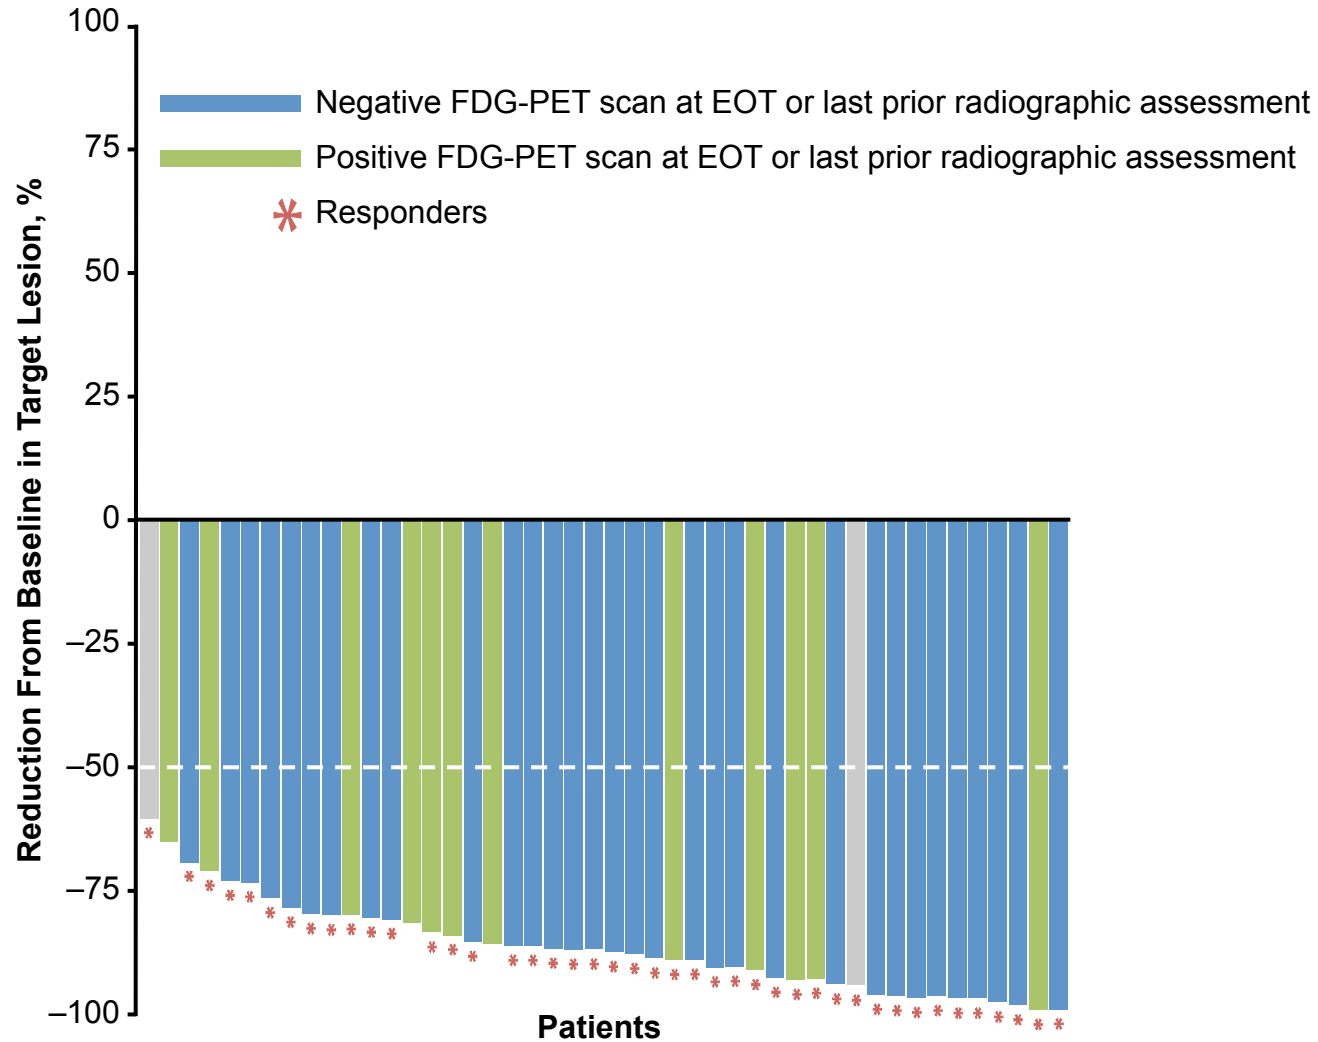 100
Negative FDG-PET scan at EOT or last prior radiographic assessment
75
Positive FDG-PET scan at EOT or last prior radiographic assessment
Responders
50
25
0
–25
–50
–75
–100
Reduction From Baseline in Target Lesion, %
Patients